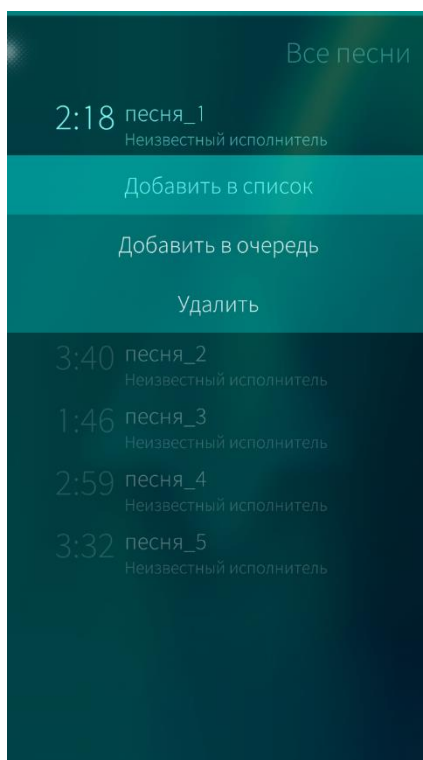 Все песни
2:18 песня_1
Неизвестный исполнитель
Добавить в список
Добавить в очередь
Удалить
3:40 песня_2
Неизвестный исполнитель
1:46 песня_3
Неизвестный исполнитель
2:59 песня_4
Неизвестный исполнитель
3:32 песня_5
Неизвестный исполнитель